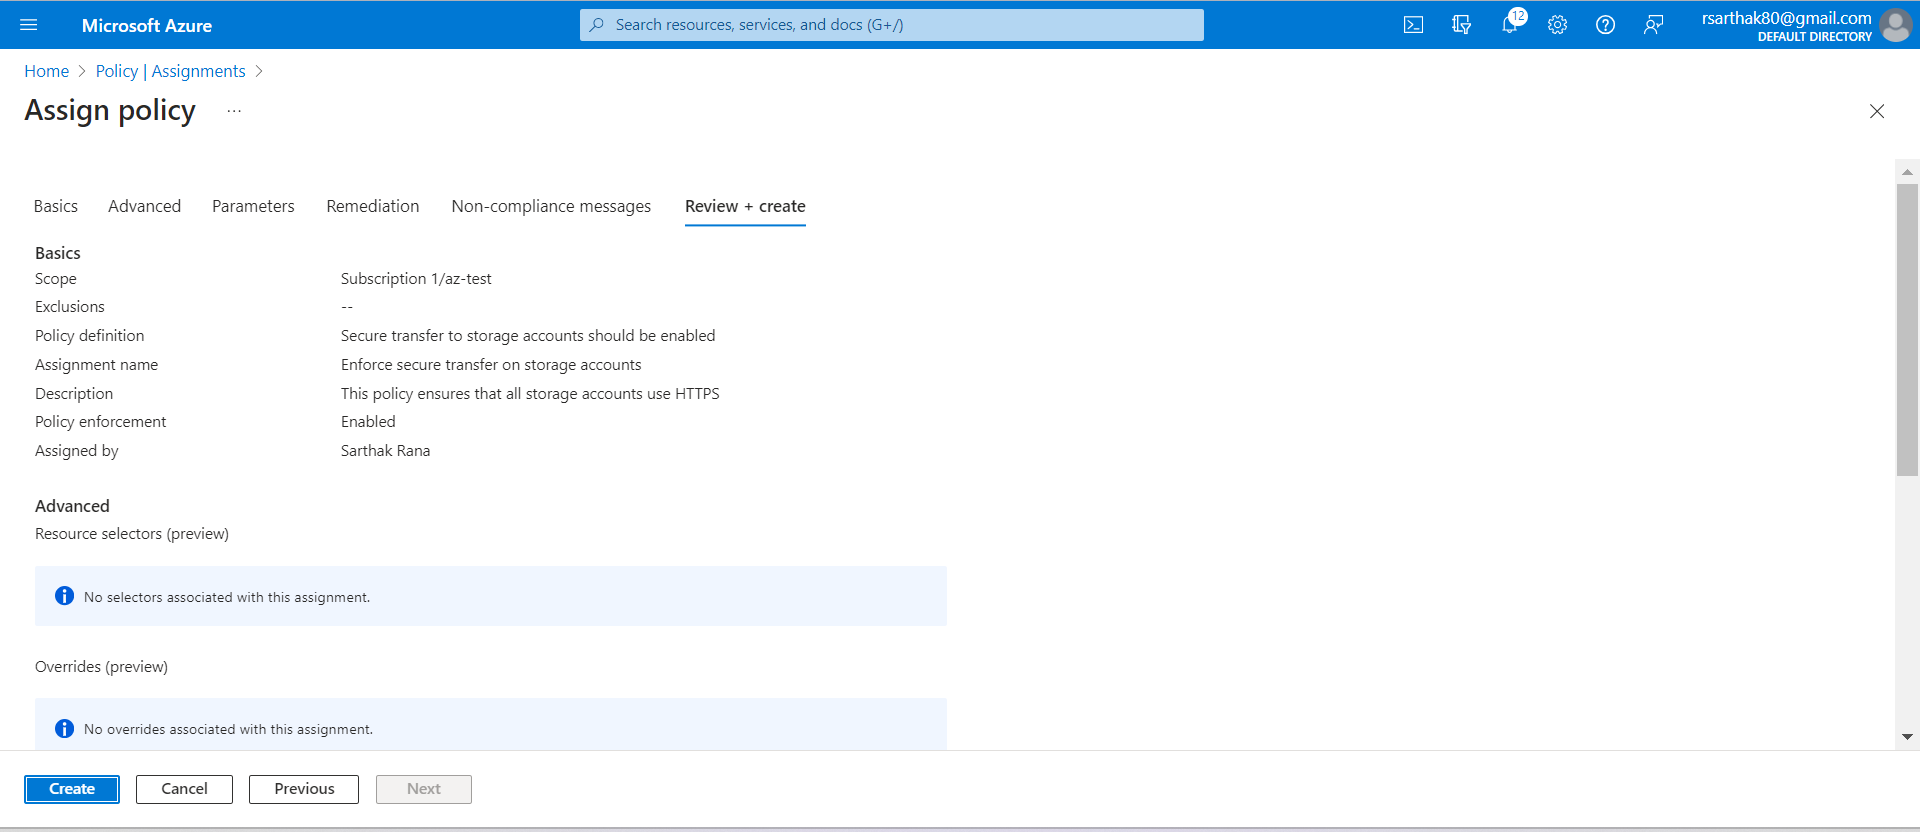 Microsoft Azure
Search resources, services, and docs (G+/)
12
rsarthak80@gmail.com
DEFAULT DIRECTORY
Home > Policy | Assignments >
Assign policy ...
Basics Advanced Parameters Remediation Non-compliance messages Review + create
Basics
Scope Subscription 1/az-test
Exclusions --
Policy definition Secure transfer to storage accounts should be enabled
Assignment name Enforce secure transfer on storage accounts
Description This policy ensures that all storage accounts use HTTPS
Policy enforcement Enabled
Assigned by Sarthak Rana
Advanced
Resource selectors (preview)
No selectors associated with this assignment.
Overrides (preview)
No overrides associated with this assignment.
Create Cancel Previous Next